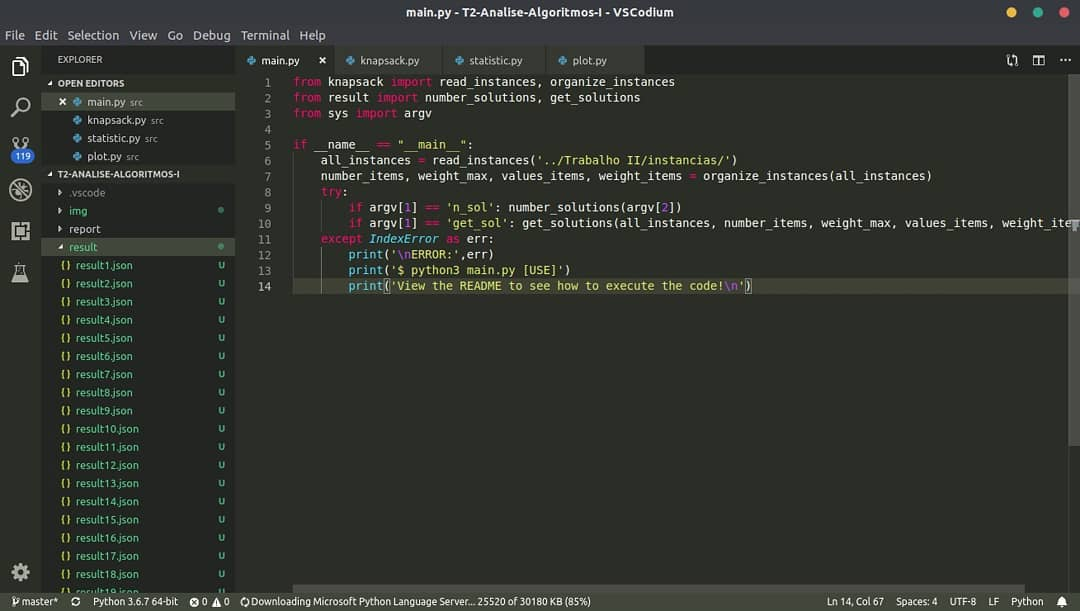 main.py - T2-Analise-Algoritmos-I - VSCodium
File Edit Selection View Go Debug Terminal Help
EXPLORER
OPEN EDITORS
main.py src
knapsack.py src
statistic.py src
plot.py src
T2-ANALISE-ALGORITMOS-I
.vscode
img
report
result
{} result1.json U
{} result2.json U
{} result3.json U
{} result4.json U
{} result5.json U
{} result6.json U
{} result7.json U
{} result8.json U
{} result9.json U
{} result10.json U
{} result11.json U
{} result12.json U
{} result13.json U
{} result14.json U
{} result15.json U
{} result16.json U
{} result17.json U
{} result18.json U
{} result19.json U
119
main.py × knapsack.py statistic.py plot.py
1 from knapsack import read_instances, organize_instances
2 from result import number_solutions, get_solutions
3 from sys import argv
4
5 if __name__ == "__main__":
6 all_instances = read_instances('../Trabalho II/instancias/')
7 number_items, weight_max, values_items, weight_items = organize_instances(all_instances)
8 try:
9 if argv[1] == 'n_sol': number_solutions(argv[2])
10 if argv[1] == 'get_sol': get_solutions(all_instances, number_items, weight_max, values_items, weight_ite
11 except IndexError as err:
12 print('\nERROR:',err)
13 print('$ python3 main.py [USE]')
14 print('View the README to see how to execute the code!\n')
master* Python 3.6.7 64-bit 0 0 Downloading Microsoft Python Language Server... 25520 of 30180 KB (85%) Ln 14, Col 67 Spaces: 4 UTF-8 LF Python